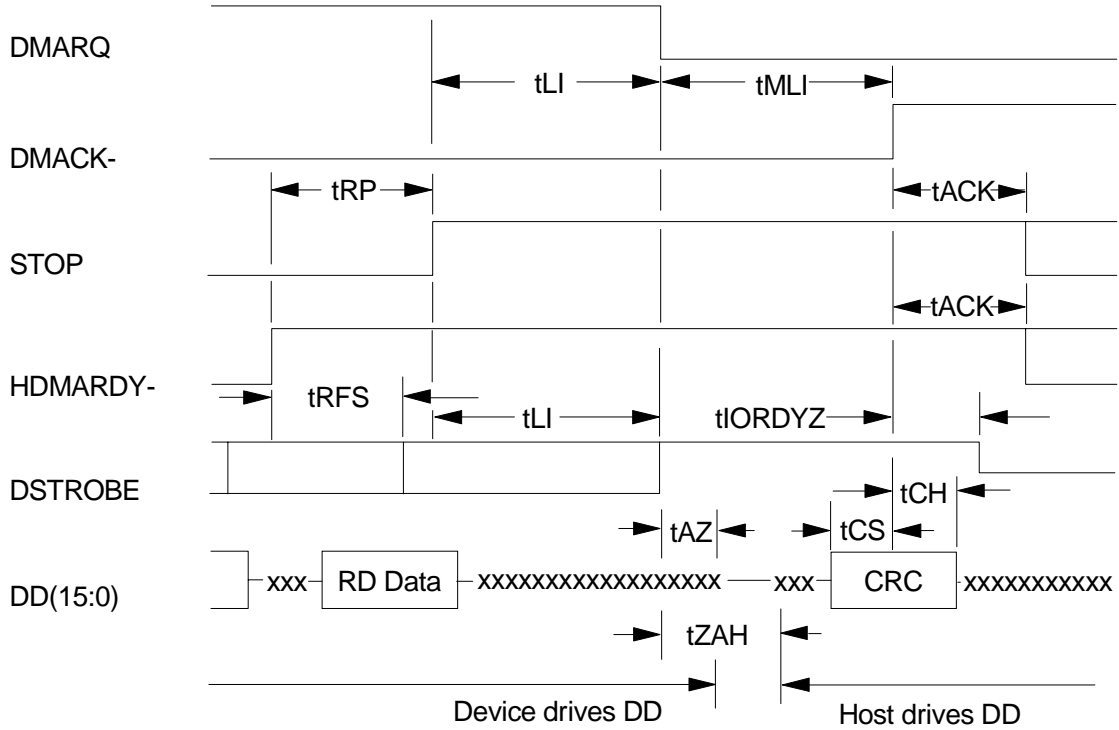 DMARQ
tLI
tMLI
DMACK-
tRP
tACK
STOP
tACK
HDMARDY-
tRFS
tLI
tIORDYZ
DSTROBE
tCH
tAZ
tCS
DD(15:0)
xxx
RD Data
xxxxxxxxxxxxxxxxxx
xxx
CRC
xxxxxxxxxxx
tZAH
Device drives DD
Host drives DD